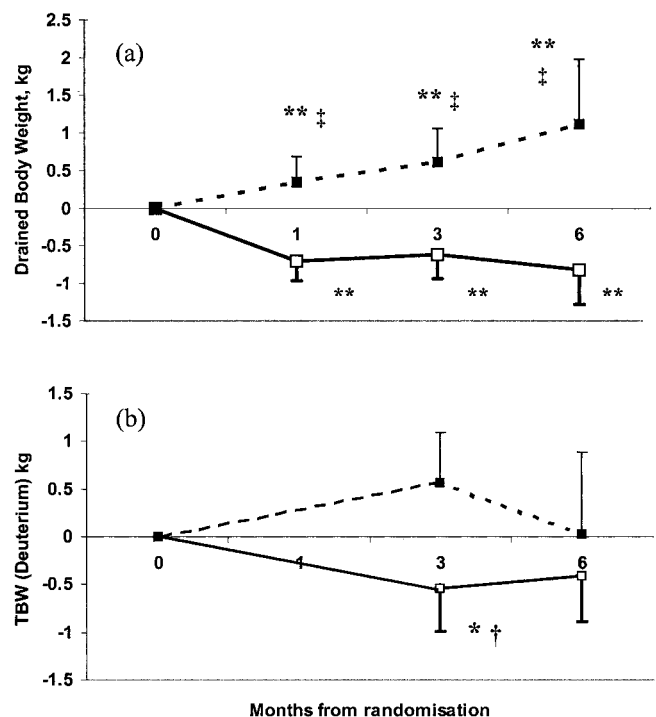 (a)
Drained Body Weight, kg
2.5
2
1.5
1
0.5
0
-0.5
-1
-1.5
** ‡
** ‡
**
‡
0 1 3 6
** ** **
(b)
TBW (Deuterium) kg
1.5
1
0.5
0
-0.5
-1
-1.5
0 1 3 6
* †
Months from randomisation